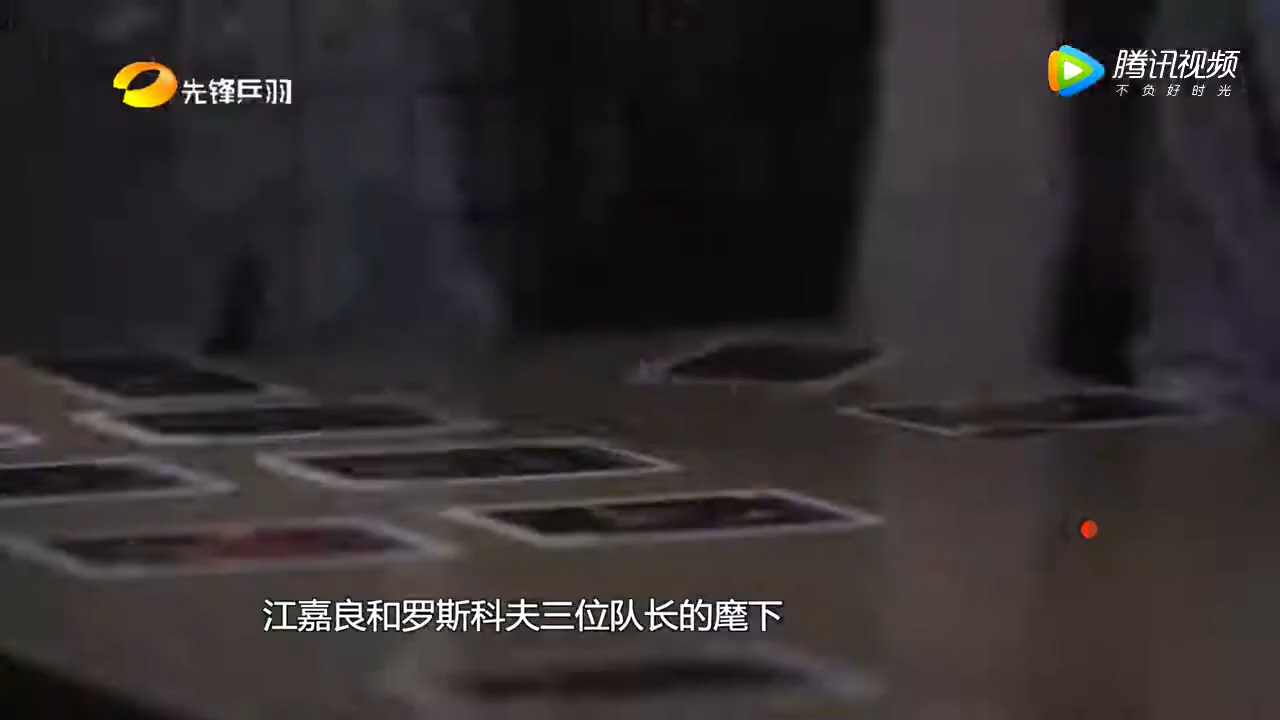 先锋乒羽
腾讯视频
不负好时光
江嘉良和罗斯科夫三位队长的麾下